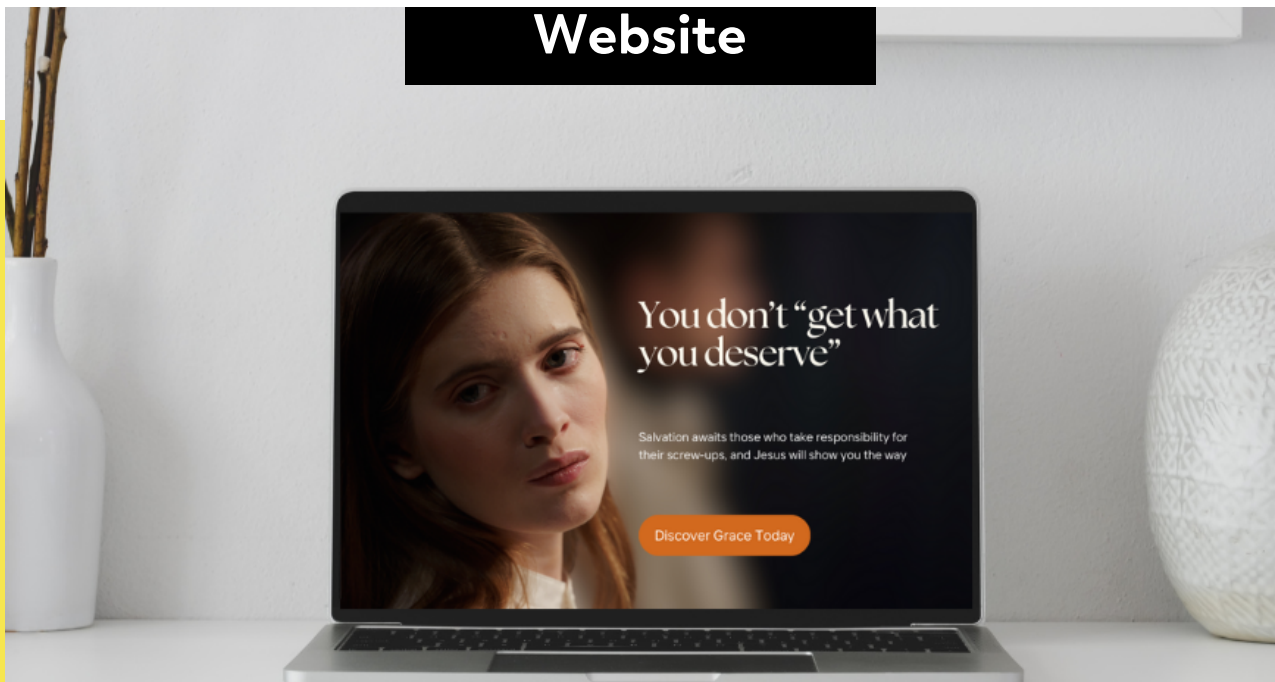 Website
You don’t “get what
you deserve”
Salvation awaits those who take responsibility for
their screw-ups, and Jesus will show you the way
Discover Grace Today